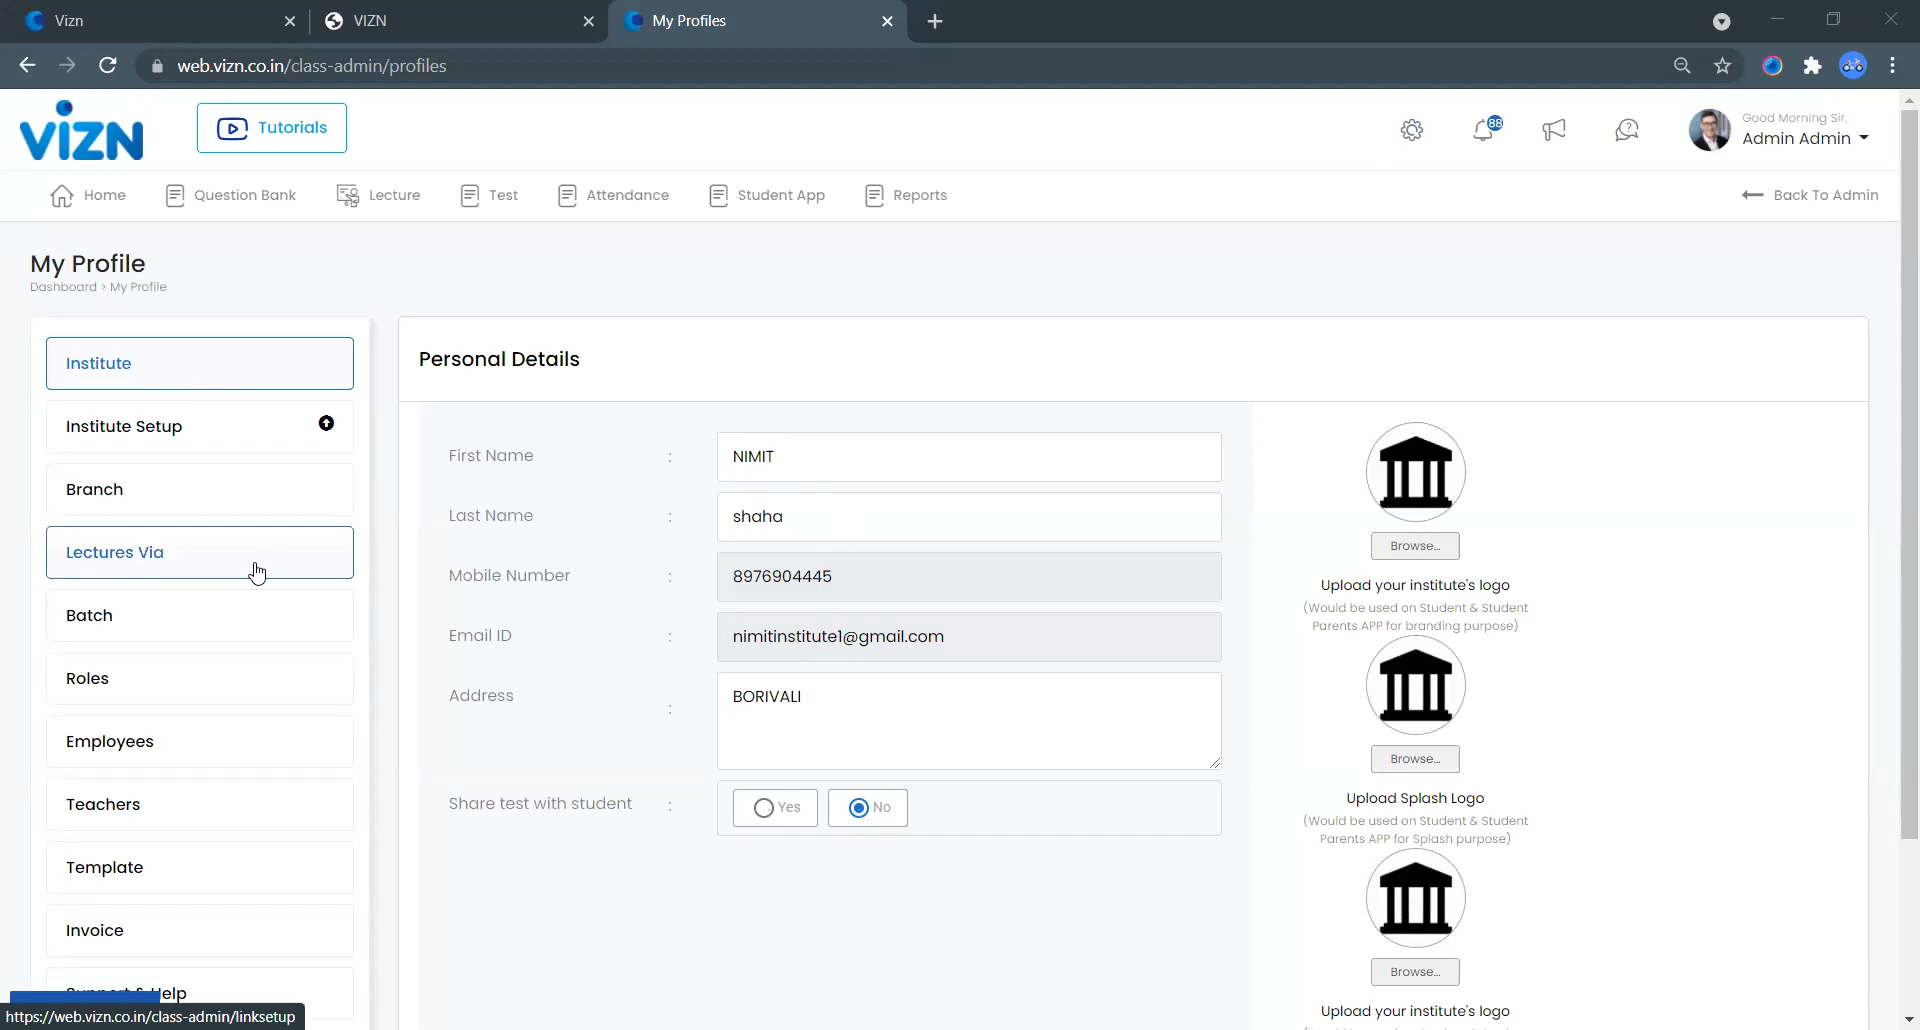 Vizn
VIZN
My Profiles
web.vizn.co.in/class-admin/profiles
VIZN
Tutorials
88
Good Morning Sir,
Admin Admin
Home
Question Bank
Lecture
Test
Attendance
Student App
Reports
Back To Admin
My Profile
Dashboard > My Profile
Institute
Institute Setup
Branch
Lectures Via
Batch
Roles
Employees
Teachers
Template
Invoice
Support & Help
Personal Details
First Name : NIMIT
Last Name : shaha
Mobile Number : 8976904445
Email ID : nimitinstitute1@gmail.com
Address : BORIVALI
Share test with student : Yes No
Browse...
Upload your institute's logo
(Would be used on Student & Student
Parents APP for branding purpose)
Browse...
Upload Splash Logo
(Would be used on Student & Student
Parents APP for Splash purpose)
Browse...
Upload your institute's logo
https://web.vizn.co.in/class-admin/linksetup